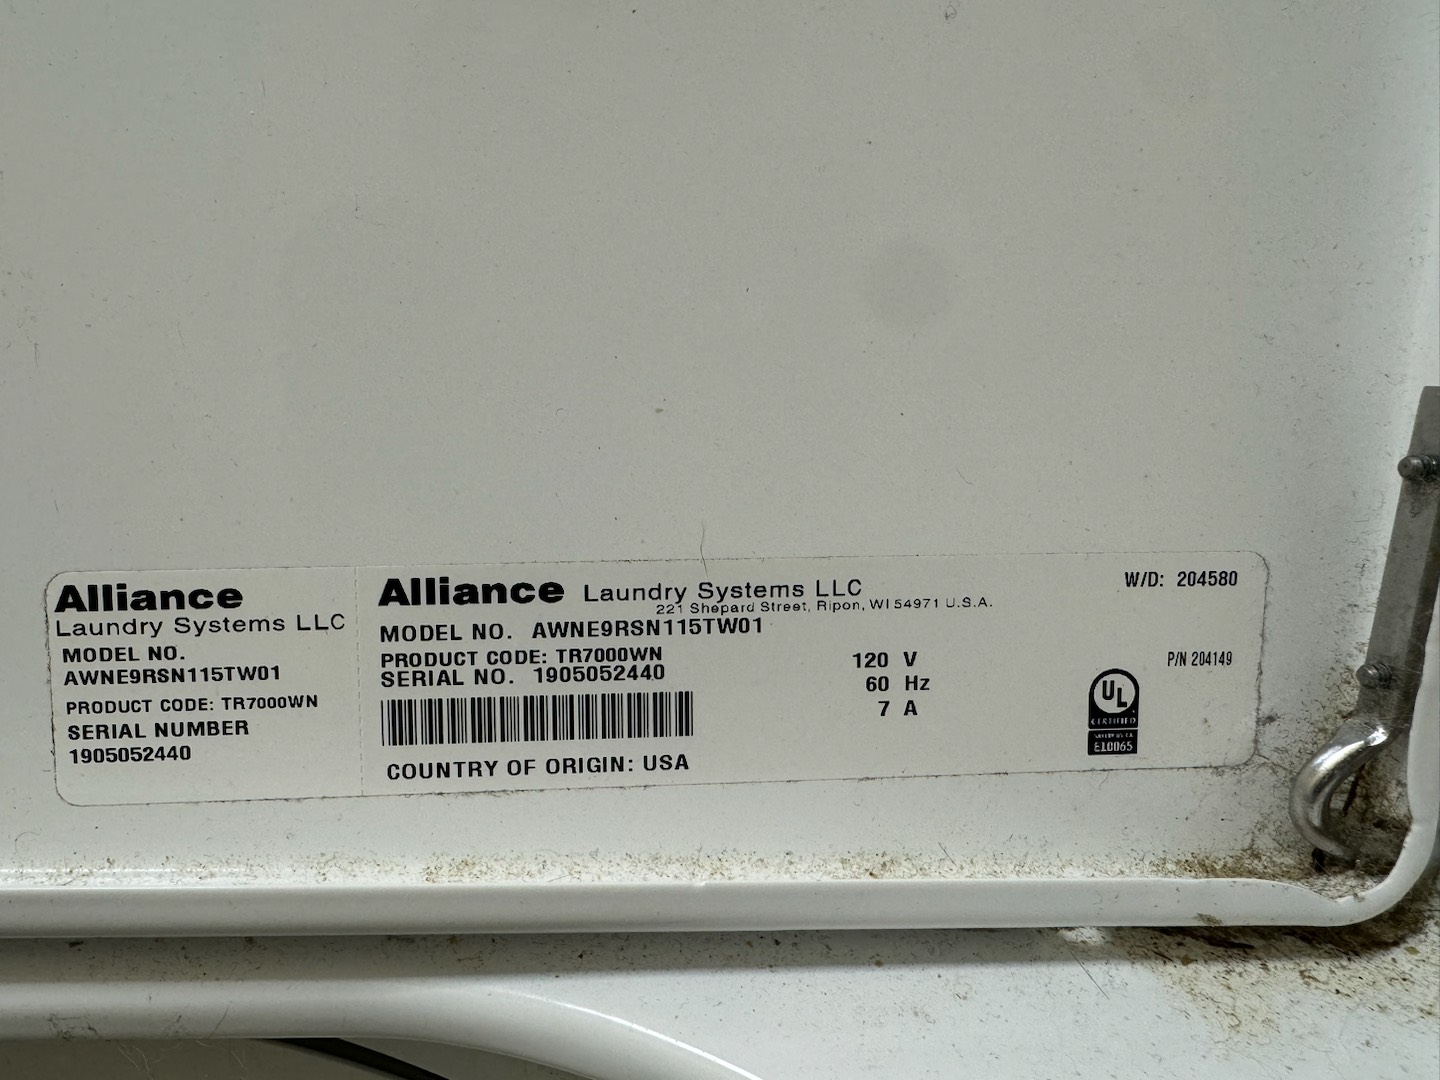 Alliance
Laundry Systems LLC
MODEL NO.
AWNE9RSN115TW01
PRODUCT CODE: TR7000WN
SERIAL NUMBER
1905052440
Alliance Laundry Systems LLC
221 Shepard Street, Ripon, WI 54971 U.S.A.
MODEL NO. AWNE9RSN115TW01
PRODUCT CODE: TR7000WN
SERIAL NO. 1905052440
COUNTRY OF ORIGIN: USA
120 V
60 Hz
7 A
W/D: 204580
P/N 204149
UL
CERTIFIED
E10065